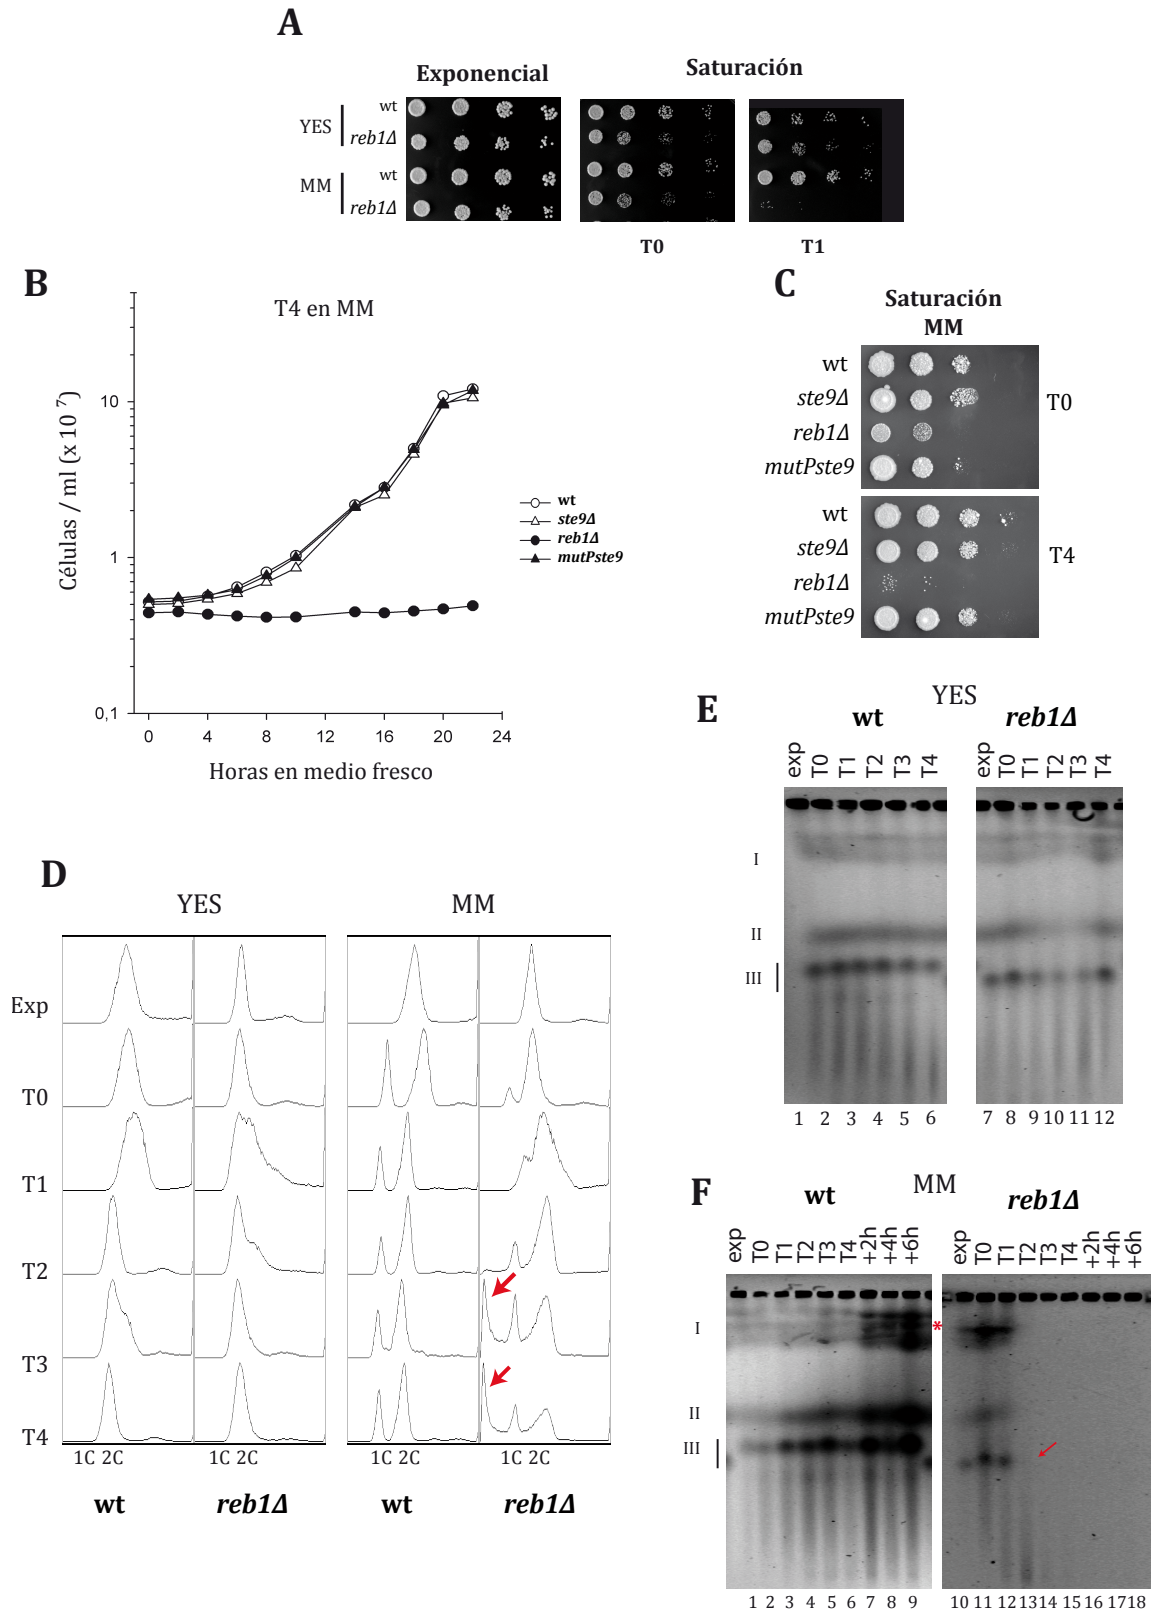 A
Exponencial
Saturación
YES
wt
reb1Δ
MM
wt
reb1Δ
T0
T1
B
T4 en MM
Células / ml (x 10 7)
10
1
0,1
0 4 8 12 16 20 24
Horas en medio fresco
wt
ste9Δ
reb1Δ
mutPste9
C
Saturación
MM
wt
ste9Δ
reb1Δ
mutPste9
T0
wt
ste9Δ
reb1Δ
mutPste9
T4
D
YES
MM
Exp
T0
T1
T2
T3
T4
1C 2C
1C 2C
1C 2C
wt
reb1Δ
wt
reb1Δ
E
YES
wt
reb1Δ
exp T0 T1 T2 T3 T4
exp T0 T1 T2 T3 T4
I
II
III
1 2 3 4 5 6
7 8 9 10 11 12
F
MM
wt
reb1Δ
exp T0 T1 T2 T3 T4 +2h +4h +6h
exp T0 T1 T2 T3 T4 +2h +4h +6h
I
*
II
III
1 2 3 4 5 6 7 8 9
10 11 12 13 14 15 16 17 18